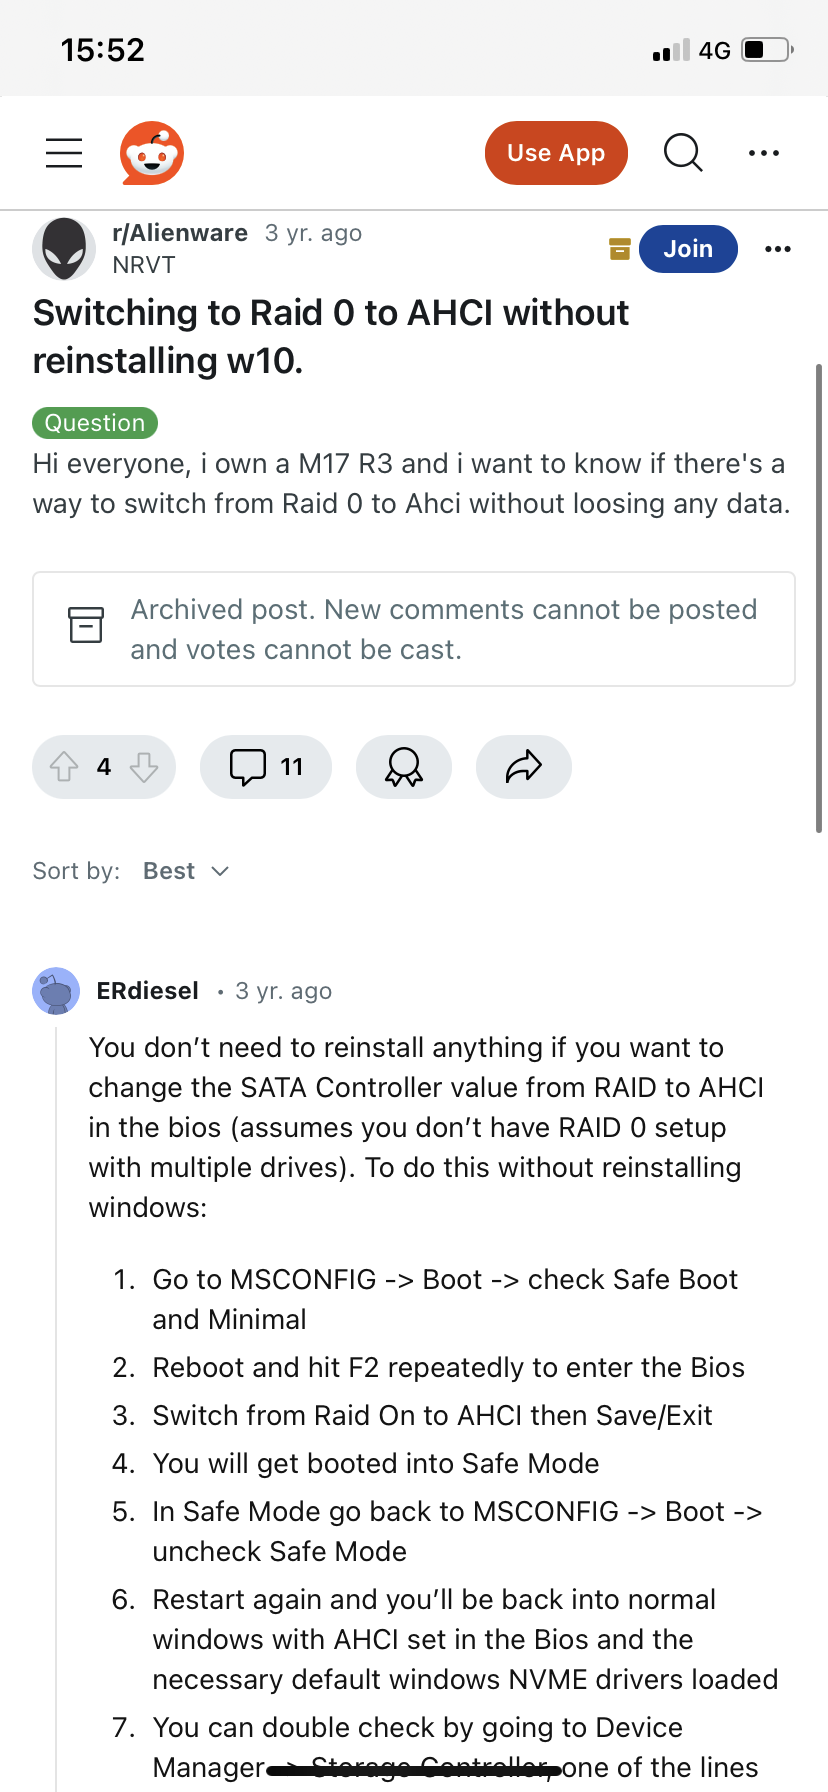 15:52
4G
Use App
r/Alienware 3 yr. ago
NRVT
Join
Switching to Raid 0 to AHCI without
reinstalling w10.
Question
Hi everyone, i own a M17 R3 and i want to know if there's a
way to switch from Raid 0 to Ahci without loosing any data.
Archived post. New comments cannot be posted
and votes cannot be cast.
4
11
Sort by: Best
ERdiesel • 3 yr. ago
You don’t need to reinstall anything if you want to
change the SATA Controller value from RAID to AHCI
in the bios (assumes you don’t have RAID 0 setup
with multiple drives). To do this without reinstalling
windows:
1. Go to MSCONFIG -> Boot -> check Safe Boot
and Minimal
2. Reboot and hit F2 repeatedly to enter the Bios
3. Switch from Raid On to AHCI then Save/Exit
4. You will get booted into Safe Mode
5. In Safe Mode go back to MSCONFIG -> Boot ->
uncheck Safe Mode
6. Restart again and you’ll be back into normal
windows with AHCI set in the Bios and the
necessary default windows NVME drivers loaded
7. You can double check by going to Device
Manager -> Storage Controller, one of the lines